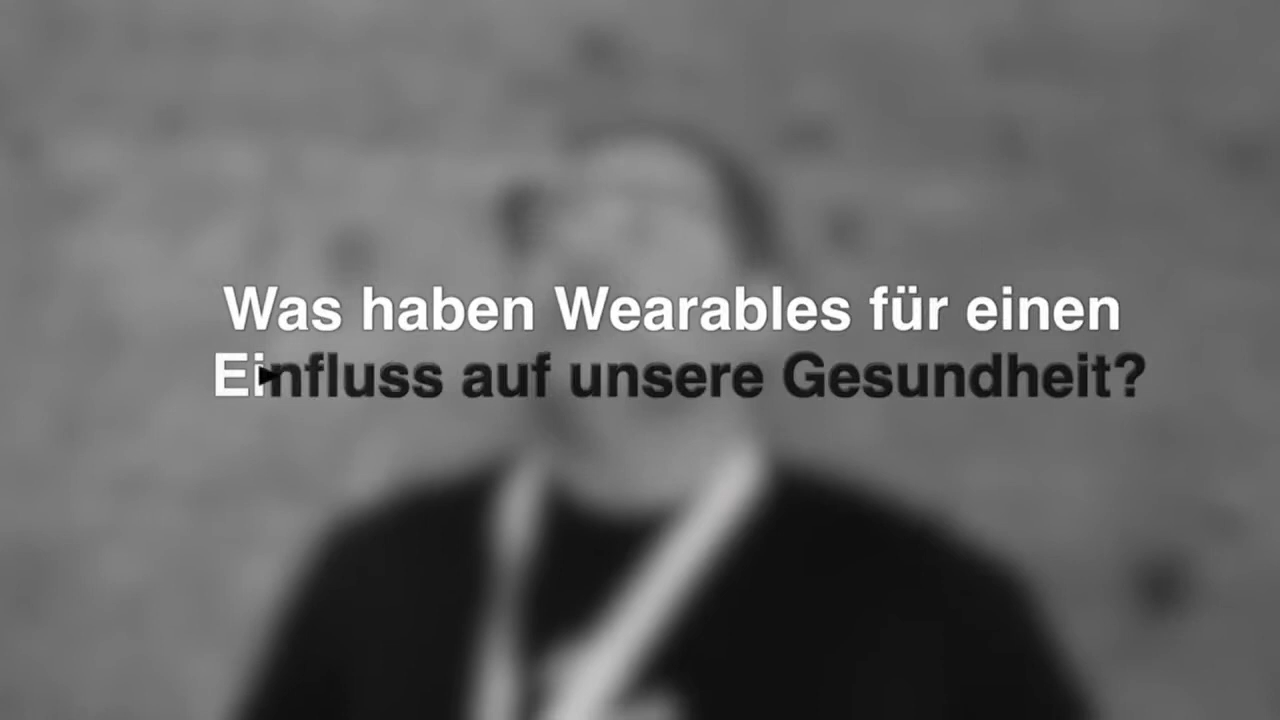 Was haben Wearables für einen
Einfluss auf unsere Gesundheit?